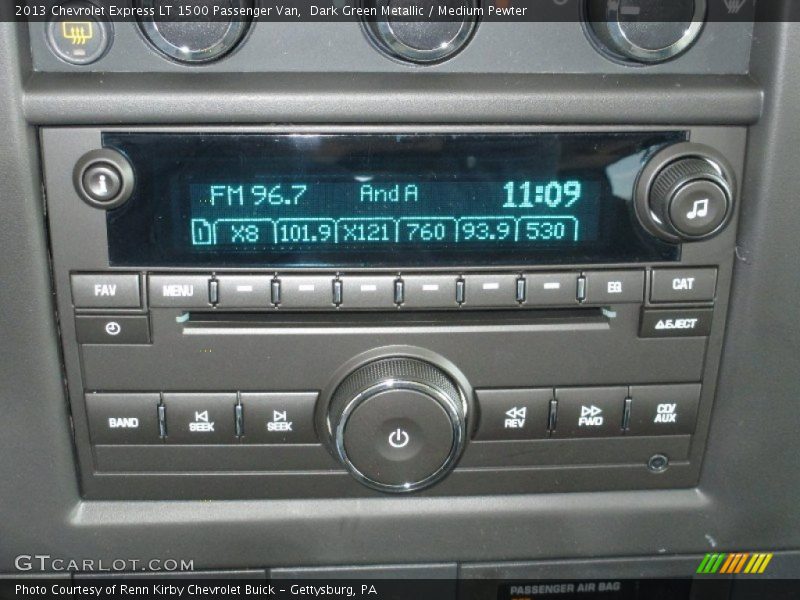 2013 Chevrolet Express LT 1500 Passenger Van,  Dark Green Metallic / Medium Pewter
FM 96.7 And A 11:09
1 X8 101.9 X121 760 93.9 530
FAV MENU EQ CAT
EJECT
BAND SEEK SEEK REV FWD CD/AUX
GTCARLOT.COM
Photo Courtesy of Renn Kirby Chevrolet Buick - Gettysburg, PA
PASSENGER AIR BAG